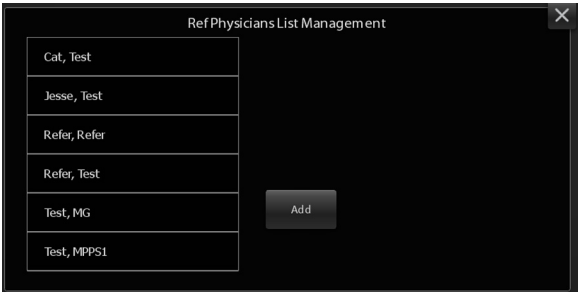 Ref Physicians List Management
Cat, Test
Jesse, Test
Refer, Refer
Refer, Test
Test, MG
Add
Test, MPPS1